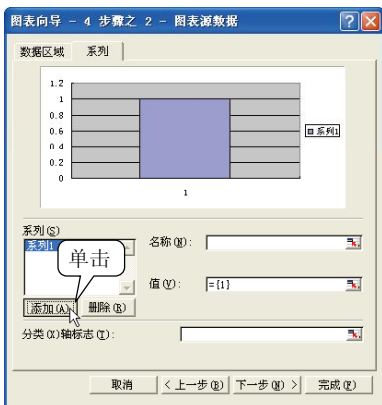 图表向导 - 4 步骤之 2 - 图表源数据
数据区域 系列
1.2
1
0.8
0.6
0.4
0.2
0
系列1
1
系列(S)
系列1
单击
名称(N):
值(V): ={1}
添加(A) 删除(R)
分类(X)轴标志(T):
取消 <上一步(B) 下一步(N)> 完成(F)